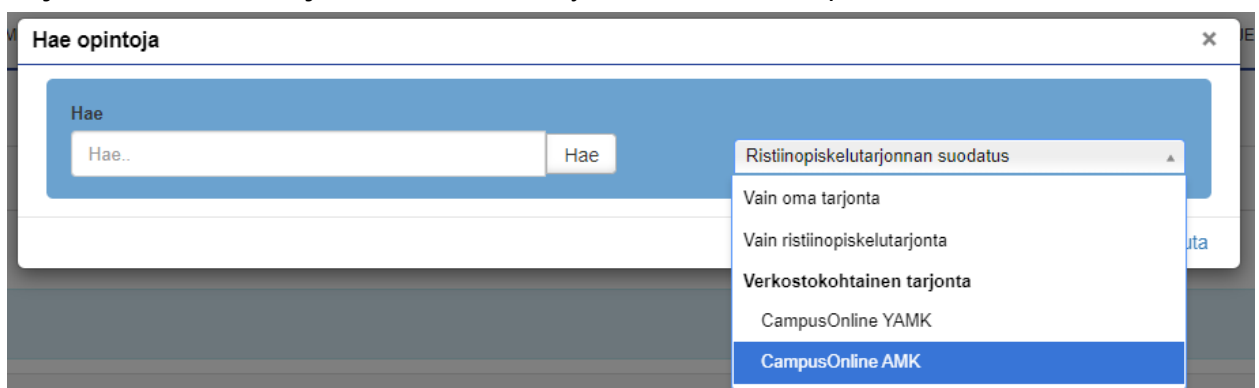 Hae opintoja
×
Hae
Hae..
Hae
Ristiinopiskelutarjonnan suodatus
Vain oma tarjonta
Vain ristiinopiskelutarjonta
Verkostokohtainen tarjonta
CampusOnline YAMK
CampusOnline AMK